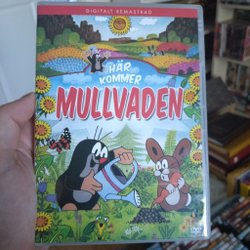 DIGITALT REMASTRAD
HÄR
KOMMER
MULLVADEN